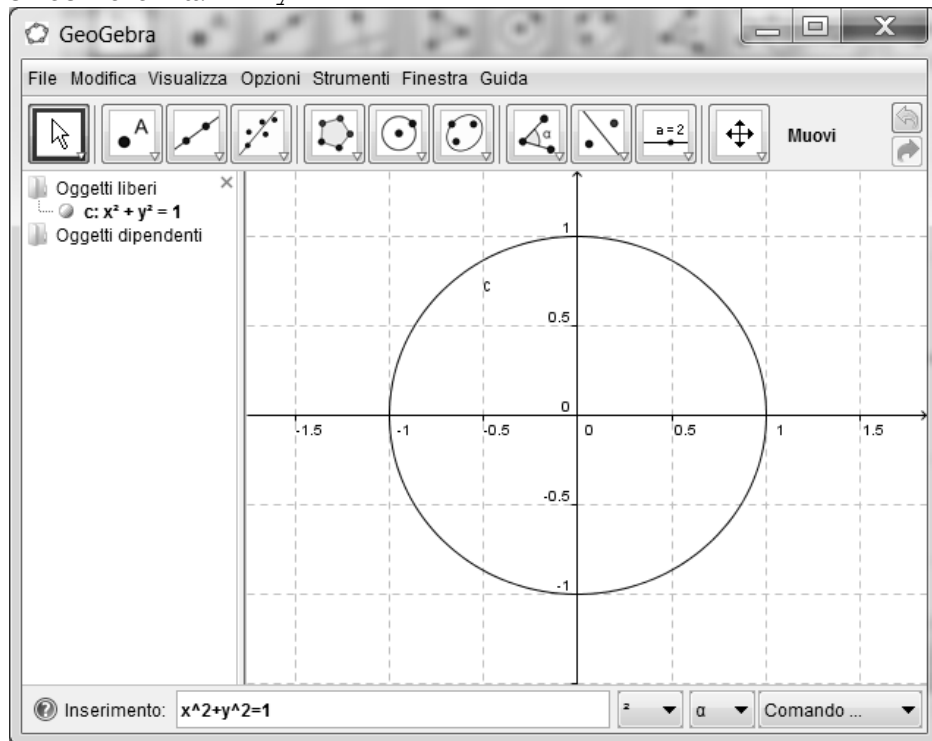 GeoGebra
File Modifica Visualizza Opzioni Strumenti Finestra Guida
A α a = 2 Muovi
Oggetti liberi
c: x² + y² = 1
Oggetti dipendenti
1
c
0.5
0
-1.5 -1 -0.5 0 0.5 1 1.5
-0.5
-1
Inserimento: x^2+y^2=1 ² α Comando ...